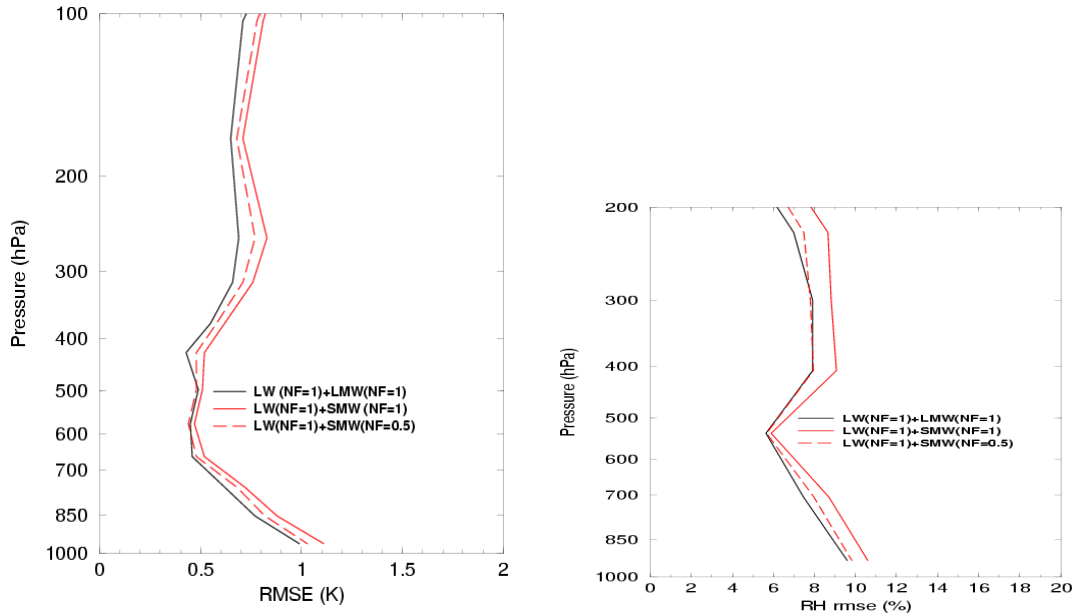 100
200
300
400
500
600
700
850
1000
Pressure (hPa)
LW (NF=1)+LMW(NF=1)
LW(NF=1)+SMW (NF=1)
LW(NF=1)+SMW(NF=0.5)
0 0.5 1 1.5 2
RMSE (K)
200
300
400
500
600
700
850
1000
Pressure (hPa)
LW(NF=1)+LMW(NF=1)
LW(NF=1)+SMW(NF=1)
LW(NF=1)+SMW(NF=0.5)
0 2 4 6 8 10 12 14 16 18 20
RH rmse (%)